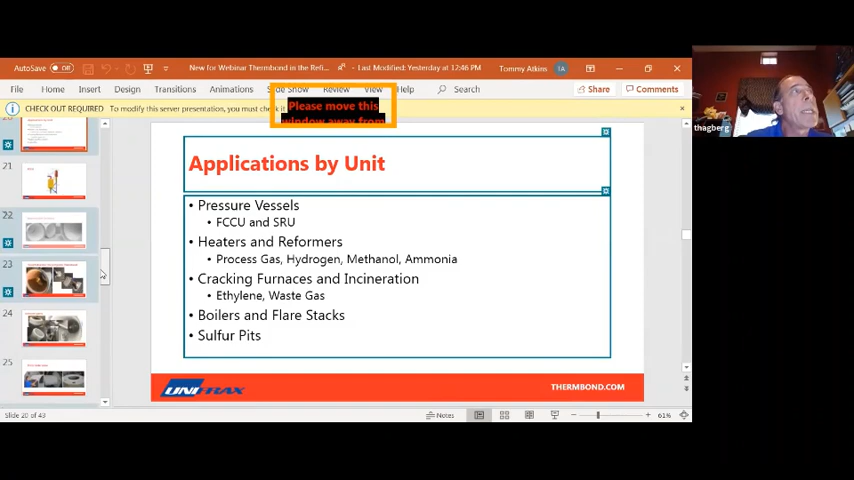 AutoSave Off New for Webinar Thermbond in the Refi... - Last Modified: Yesterday at 12:46 PM Tommy Atkins TA
File Home Insert Design Transitions Animations Slide Show Review View Help Search Share Comments
CHECK OUT REQUIRED To modify this server presentation, you must check it
Please move this
window away from
thagberg
21
22
23
24
25
Applications by Unit
• Pressure Vessels
• FCCU and SRU
• Heaters and Reformers
• Process Gas, Hydrogen, Methanol, Ammonia
• Cracking Furnaces and Incineration
• Ethylene, Waste Gas
• Boilers and Flare Stacks
• Sulfur Pits
UNIFRAX THERMBOND.COM
Slide 20 of 43 Notes 61%